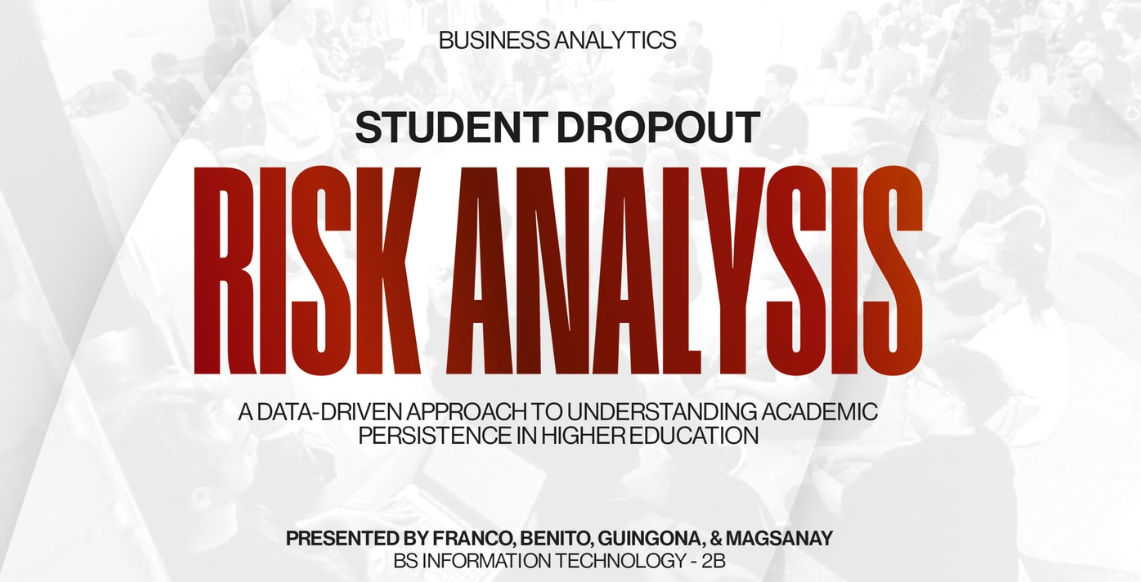 BUSINESS ANALYTICS
STUDENT DROPOUT
RISK ANALYSIS
A DATA-DRIVEN APPROACH TO UNDERSTANDING ACADEMIC
PERSISTENCE IN HIGHER EDUCATION
PRESENTED BY FRANCO, BENITO, GUINGONA, & MAGSANAY
BS INFORMATION TECHNOLOGY - 2B